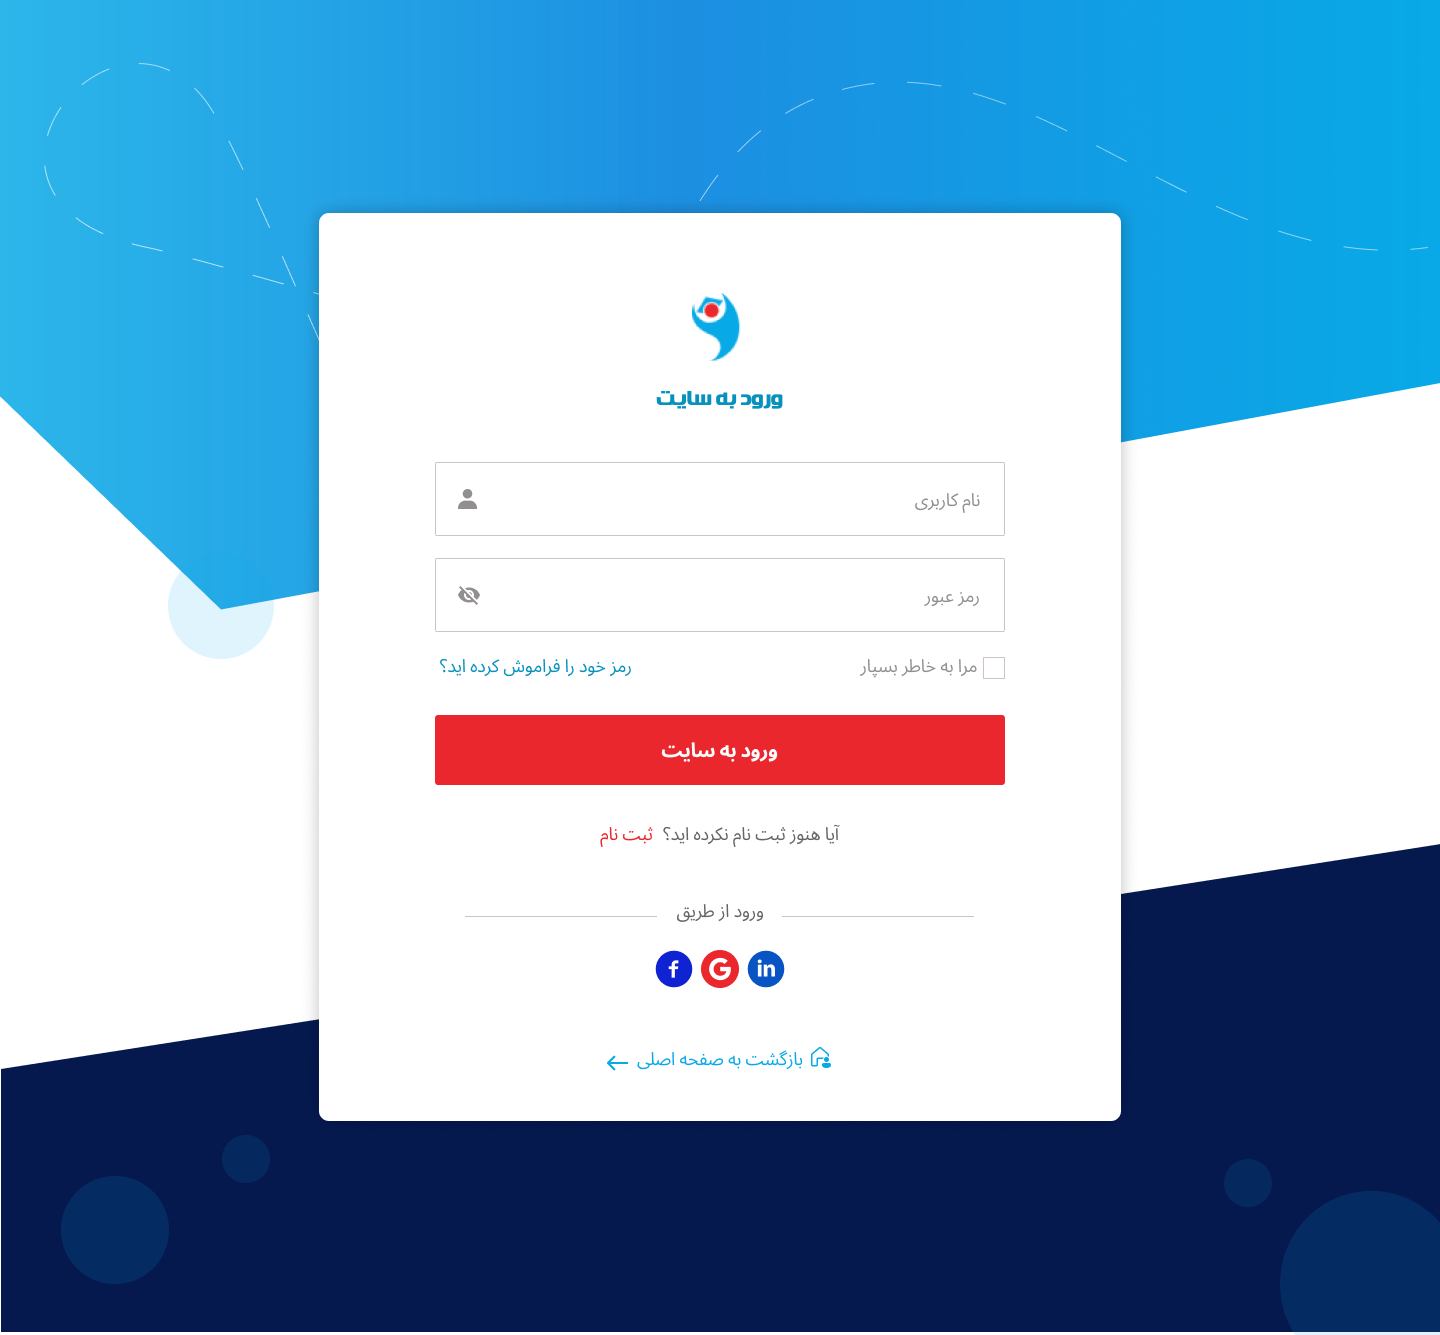 ورود به سایت
نام کاربری
رمز عبور
مرا به خاطر بسپار
رمز خود را فراموش کرده اید؟
ورود به سایت
آیا هنوز ثبت نام نکرده اید؟ ثبت نام
ورود از طریق
f G in
بازگشت به صفحه اصلی